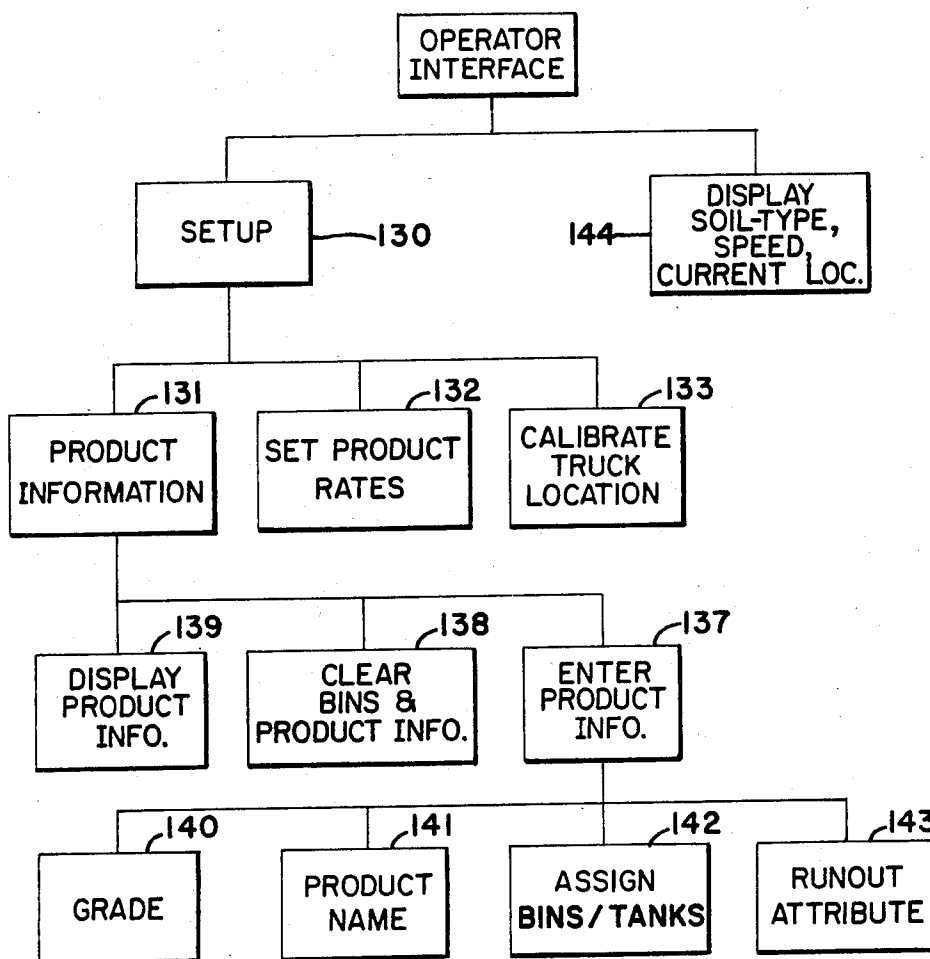 OPERATOR
INTERFACE
SETUP
130
144
DISPLAY
SOIL-TYPE,
SPEED,
CURRENT LOC.
131
132
133
PRODUCT
INFORMATION
SET PRODUCT
RATES
CALIBRATE
TRUCK
LOCATION
139
138
137
DISPLAY
PRODUCT
INFO.
CLEAR
BINS &
PRODUCT INFO.
ENTER
PRODUCT
INFO.
140
141
142
143
GRADE
PRODUCT
NAME
ASSIGN
BINS/TANKS
RUNOUT
ATTRIBUTE